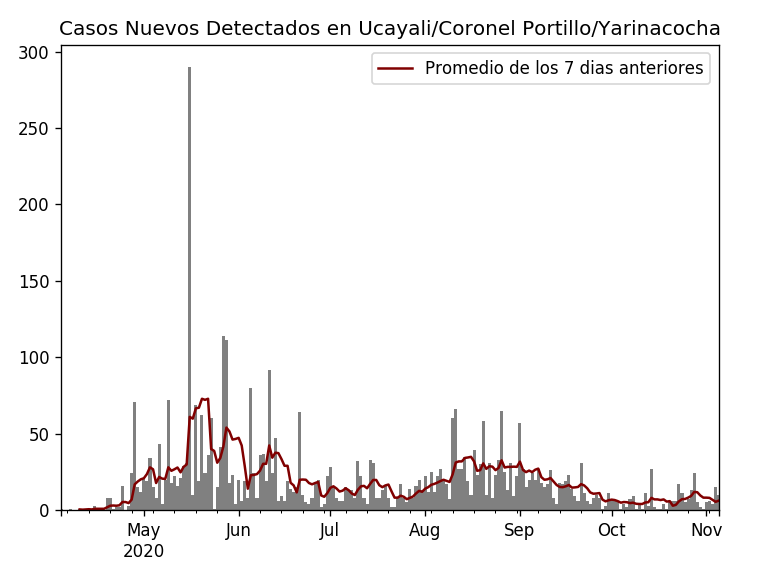 Casos Nuevos Detectados en Ucayali/Coronel Portillo/Yarinacocha
Promedio de los 7 dias anteriores
300
250
200
150
100
50
0
May Jun Jul Aug Sep Oct Nov
2020